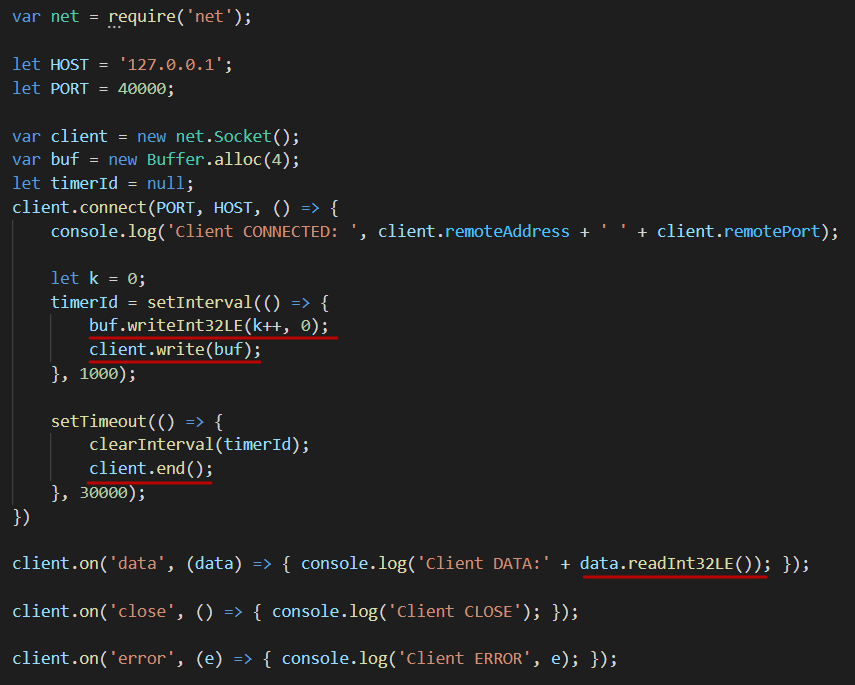 var net = require('net');
let HOST = '127.0.0.1';
let PORT = 40000;
var client = new net.Socket();
var buf = new Buffer.alloc(4);
let timerId = null;
client.connect(PORT, HOST, () => {
    console.log('Client CONNECTED: ', client.remoteAddress + ' ' + client.remotePort);
    let k = 0;
    timerId = setInterval(() => {
        buf.writeInt32LE(k++, 0);
        client.write(buf);
    }, 1000);
    setTimeout(() => {
        clearInterval(timerId);
        client.end();
    }, 30000);
})
client.on('data', (data) => { console.log('Client DATA:' + data.readInt32LE()); });
client.on('close', () => { console.log('Client CLOSE'); });
client.on('error', (e) => { console.log('Client ERROR', e); });